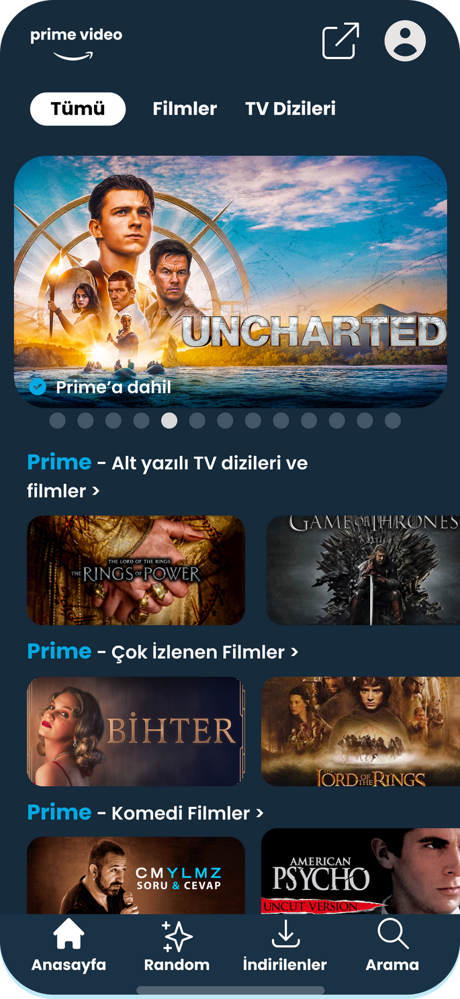 prime video
Tümü Filmler TV Dizileri
UNCHARTED
Prime’a dahil
Prime - Alt yazılı TV dizileri ve
filmler >
THE LORD OF THE RINGS
THE RINGS OF POWER
GAME OF THRONES
Prime - Çok İzlenen Filmler >
BİHTER
THE
LORD OF THE RINGS
Prime - Komedi Filmler >
CMYLMZ
SORU & CEVAP
AMERICAN
PSYCHO
UNCUT VERSION
Anasayfa Random İndirilenler Arama